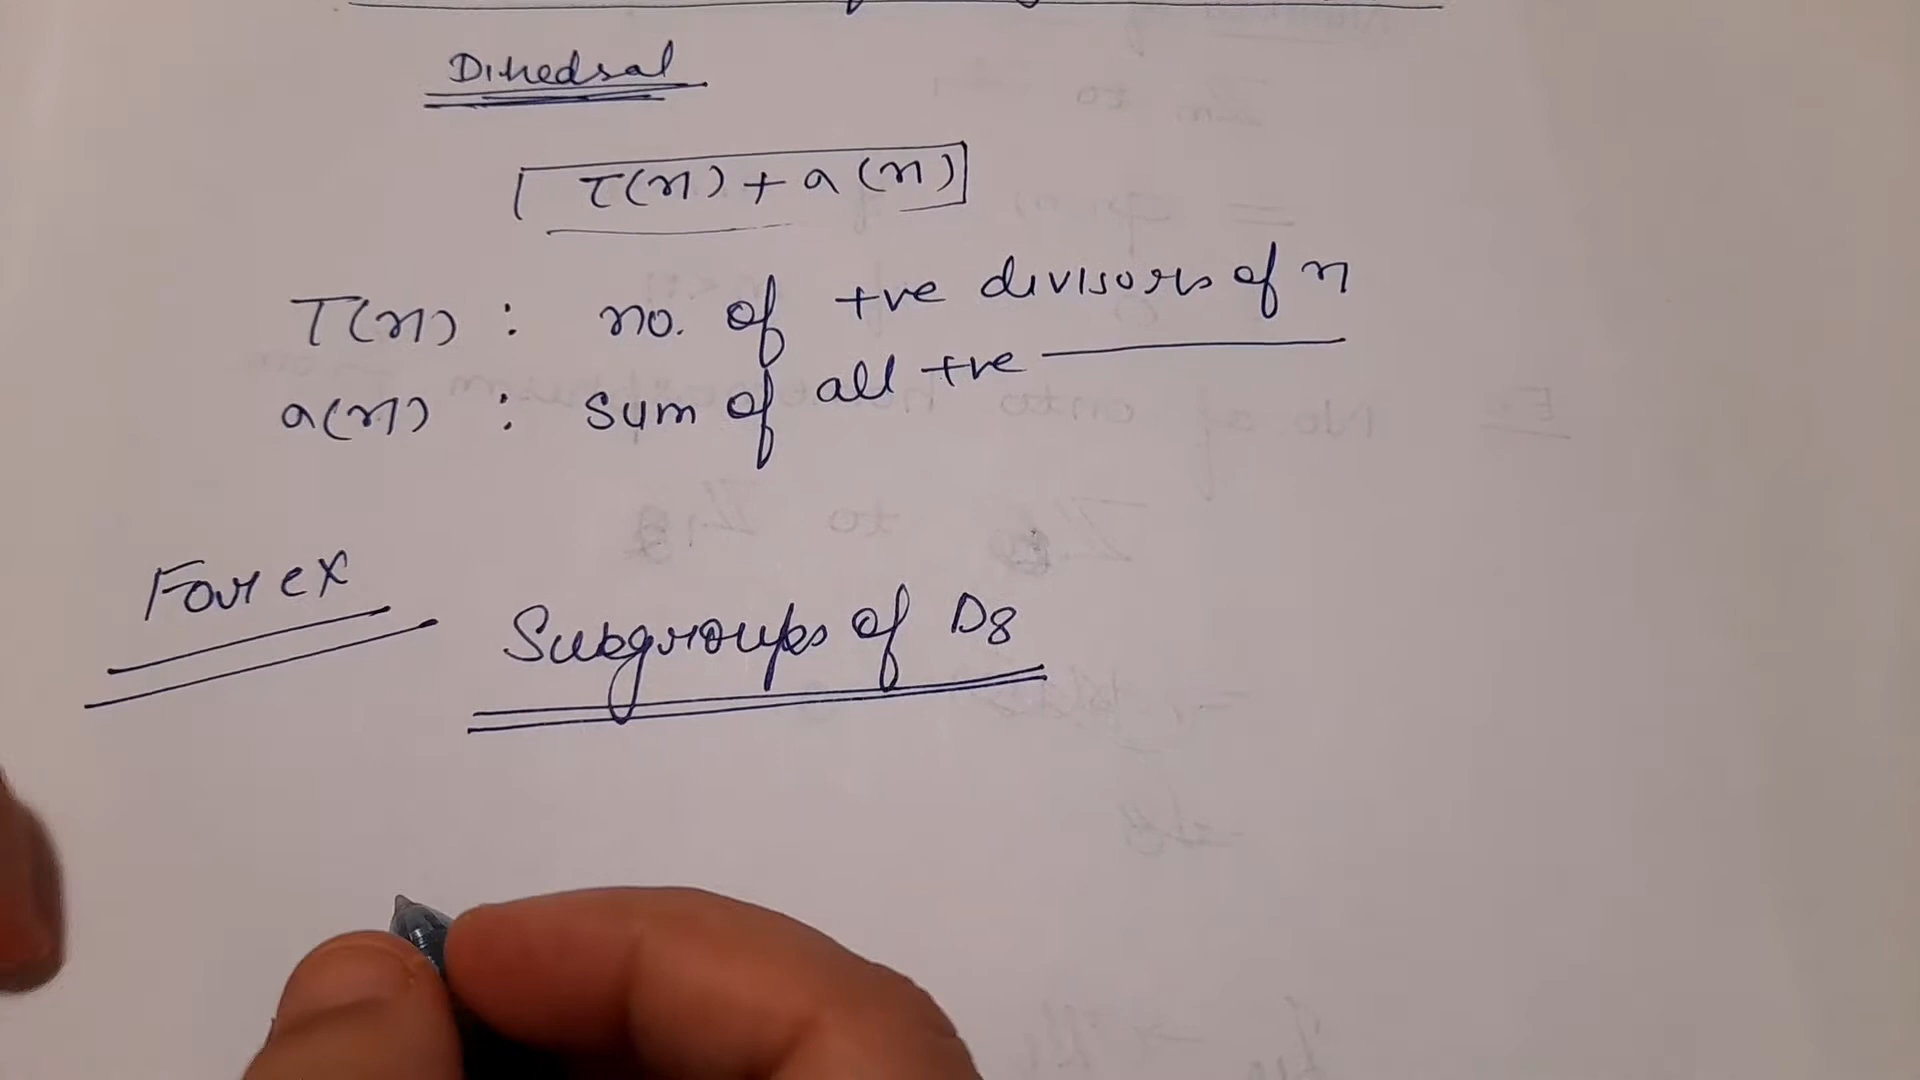 Dihedral
τ(n) + a(n)
τ(n) : no. of +ve divisors of n
a(n) : sum of all +ve
For ex
Subgroups of D8